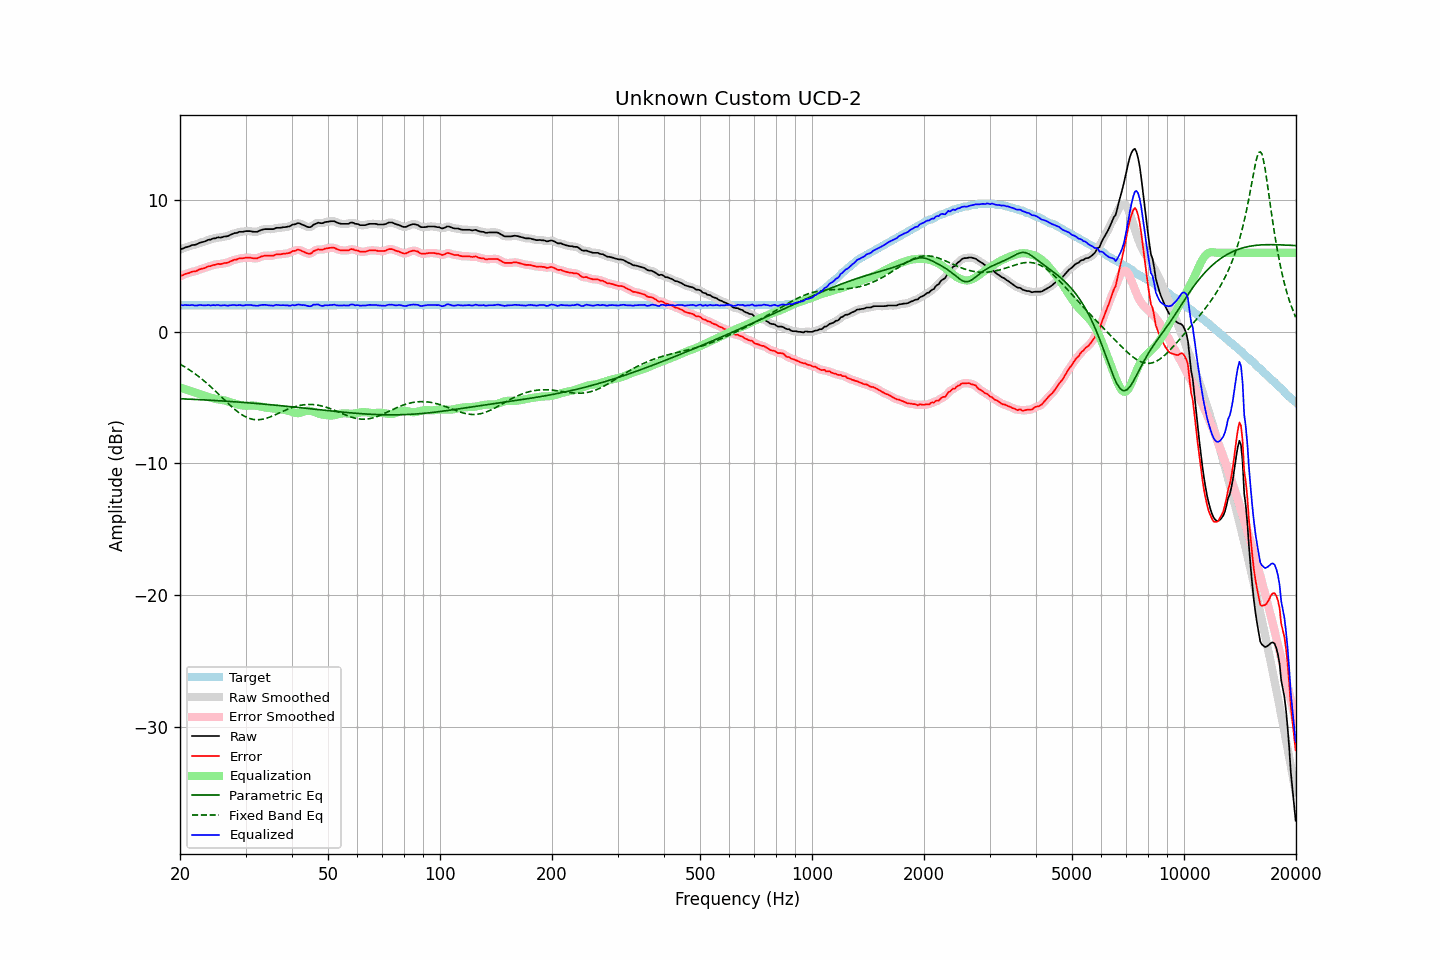 Unknown Custom UCD-2
10
0
−10
−20
−30
Amplitude (dBr)
Target
Raw Smoothed
Error Smoothed
Raw
Error
Equalization
Parametric Eq
Fixed Band Eq
Equalized
20 50 100 200 500 1000 2000 5000 10000 20000
Frequency (Hz)